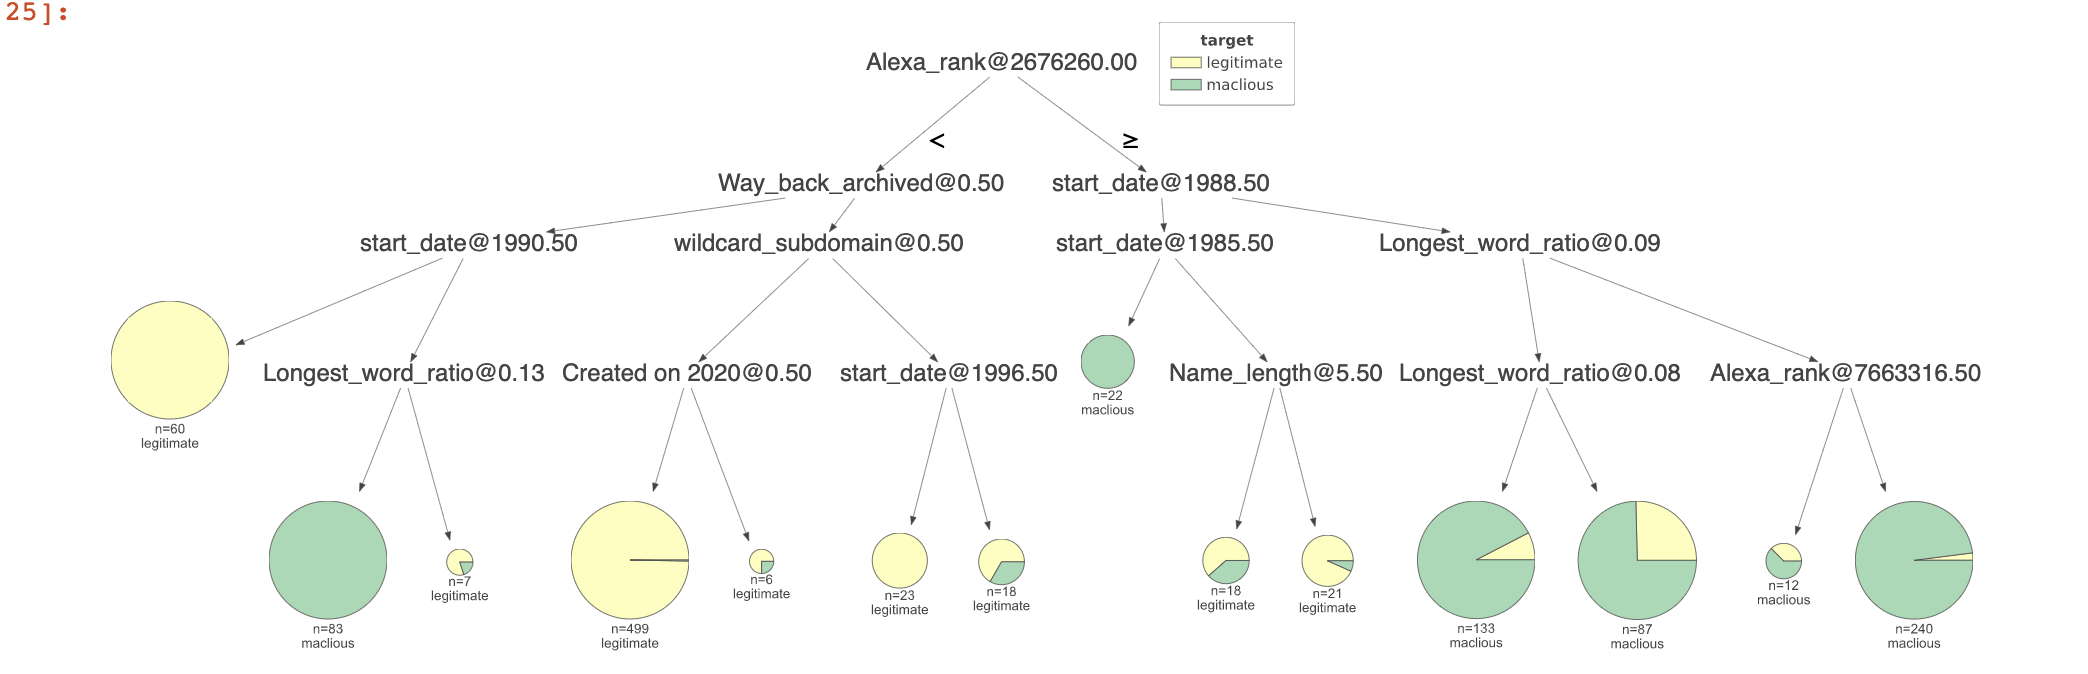 25]:
target
legitimate
maclious
Alexa_rank@2676260.00
<
≥
Way_back_archived@0.50
start_date@1988.50
start_date@1990.50
wildcard_subdomain@0.50
start_date@1985.50
Longest_word_ratio@0.09
n=60
legitimate
Longest_word_ratio@0.13
Created on 2020@0.50
start_date@1996.50
n=22
maclious
Name_length@5.50
Longest_word_ratio@0.08
Alexa_rank@7663316.50
n=83
maclious
n=7
legitimate
n=499
legitimate
n=6
legitimate
n=23
legitimate
n=18
legitimate
n=18
legitimate
n=21
legitimate
n=133
maclious
n=87
maclious
n=12
maclious
n=240
maclious